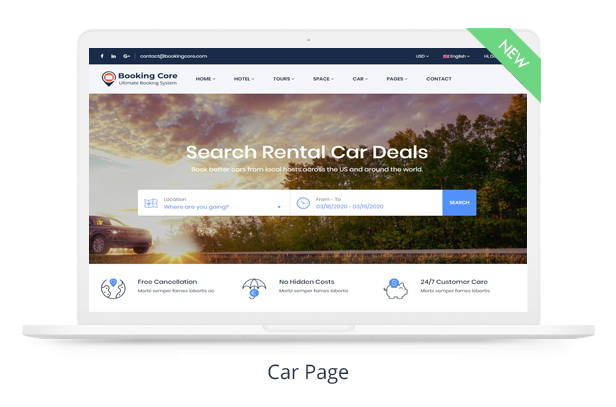 contact@bookingcore.com
USD
English
Hi,
NEW
Booking Core
Ultimate Booking System
HOME
HOTEL
TOURS
SPACE
CAR
PAGES
CONTACT
Search Rental Car Deals
Book better cars from local hosts across the US and around the world.
Location
Where are you going?
From - To
03/18/2020 - 03/19/2020
SEARCH
Free Cancellation
Morbi semper fames lobortis ac
No Hidden Costs
Morbi semper fames lobortis
24/7 Customer Care
Morbi semper fames lobortis
Car Page